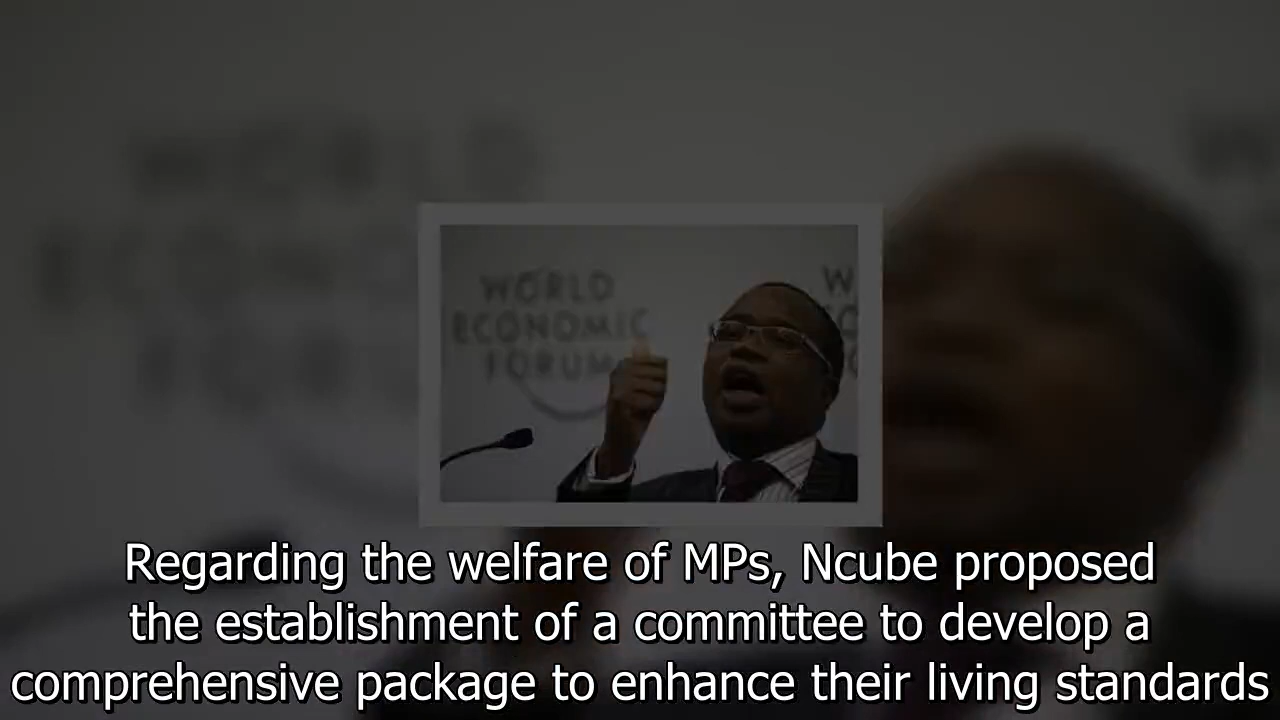 WORLD
ECONOMIC
FORUM
W
Regarding the welfare of MPs, Ncube proposed
the establishment of a committee to develop a
comprehensive package to enhance their living standards